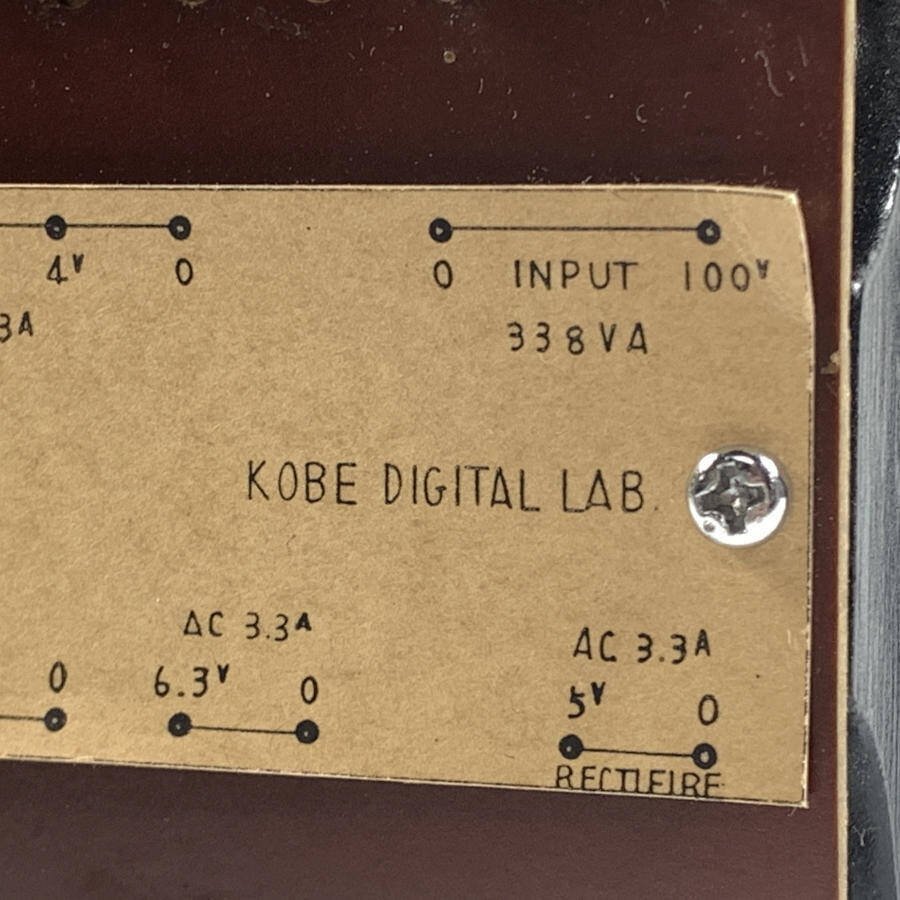 4V 0
0 INPUT 100V
3A
338VA
KOBE DIGITAL LAB.
AC 3.3A
AC 3.3A
0
6.3V 0
5V 0
RECTIFIRE